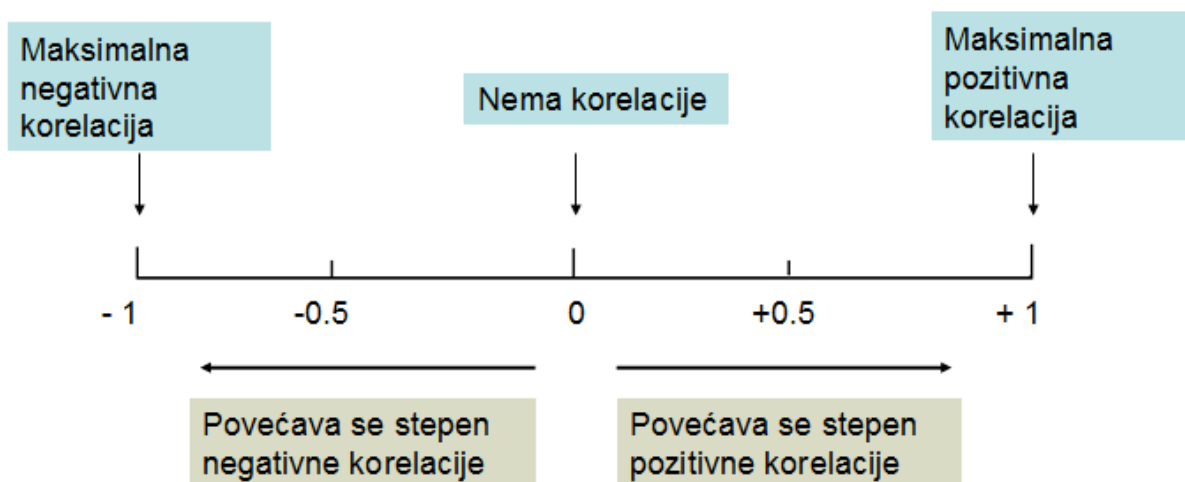 Maksimalna
negativna
korelacija
Nema korelacije
Maksimalna
pozitivna
korelacija
- 1
-0.5
0
+0.5
+ 1
Povećava se stepen
negativne korelacije
Povećava se stepen
pozitivne korelacije